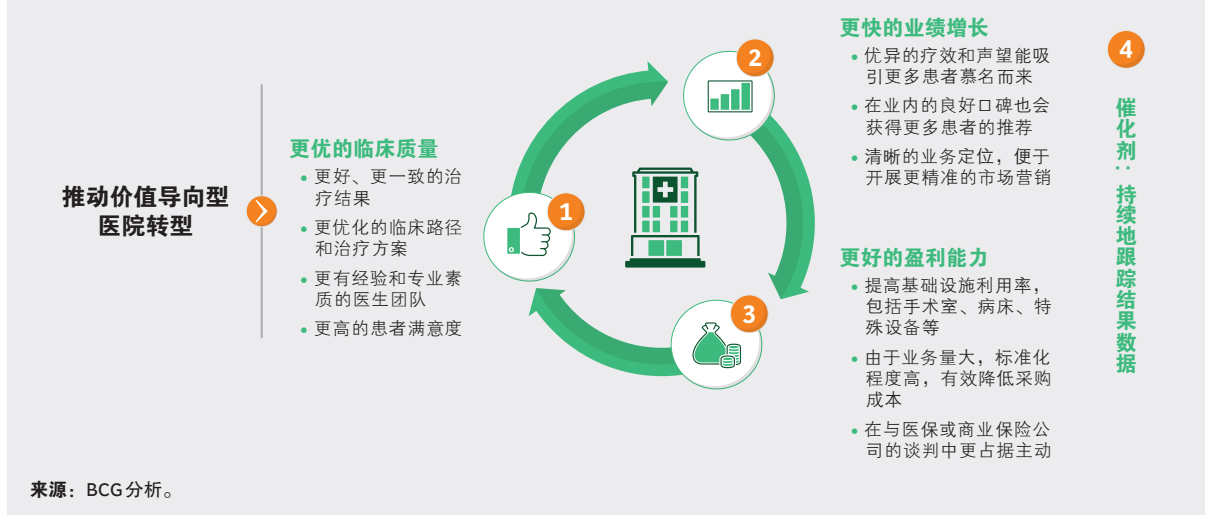 推动价值导向型
医院转型
更优的临床质量
• 更好、更一致的治
疗结果
• 更优化的临床路径
和治疗方案
• 更有经验和专业素
质的医生团队
• 更高的患者满意度
1
2
更快的业绩增长
• 优异的疗效和声望能吸
引更多患者慕名而来
• 在业内的良好口碑也会
获得更多患者的推荐
• 清晰的业务定位，便于
开展更精准的市场营销
3
更好的盈利能力
• 提高基础设施利用率，
包括手术室、病床、特
殊设备等
• 由于业务量大，标准化
程度高，有效降低采购
成本
• 在与医保或商业保险公
司的谈判中更占据主动
4
催化剂：持续地跟踪结果数据
来源：BCG分析。